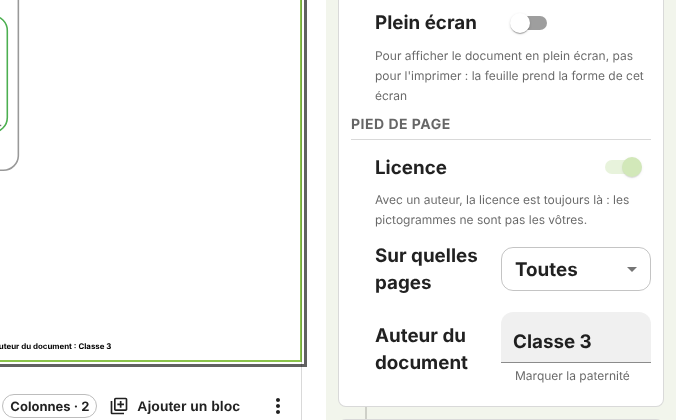 Plein écran
Pour afficher le document en plein écran, pas
pour l'imprimer : la feuille prend la forme de cet
écran
PIED DE PAGE
Licence
Avec un auteur, la licence est toujours là : les
pictogrammes ne sont pas les vôtres.
Sur quelles
pages
Toutes
Auteur du
document
Classe 3
Marquer la paternité
uteur du document : Classe 3
Colonnes · 2
Ajouter un bloc